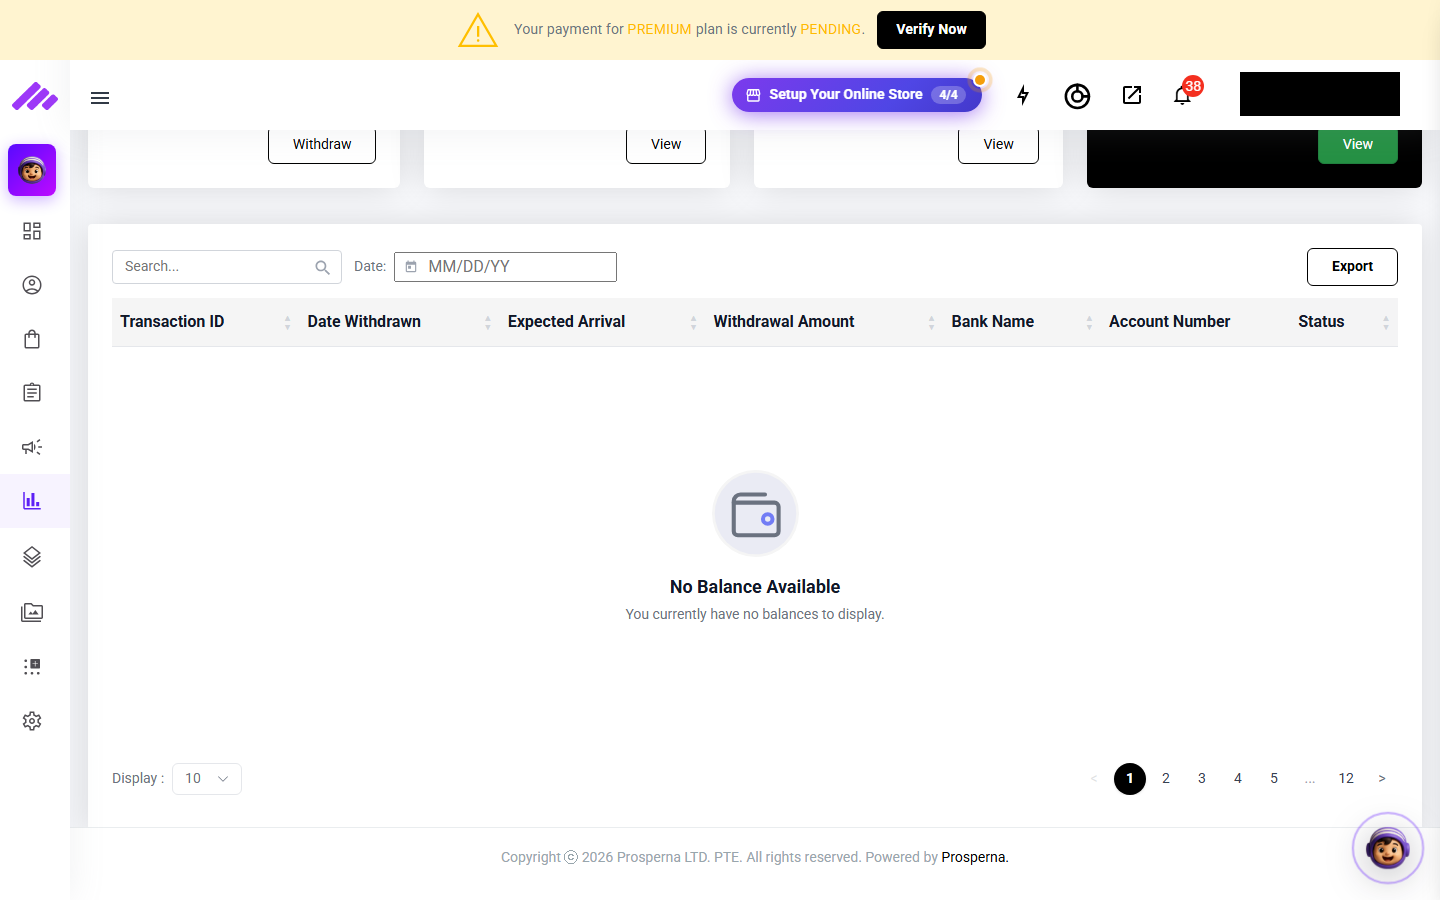 Your payment for PREMIUM plan is currently PENDING. Verify Now
Setup Your Online Store 4/4
38
Withdraw
View
View
View
Search...
Date:
MM/DD/YY
Export
Transaction ID
Date Withdrawn
Expected Arrival
Withdrawal Amount
Bank Name
Account Number
Status
No Balance Available
You currently have no balances to display.
Display :
10
< 1 2 3 4 5 ... 12 >
Copyright © 2026 Prosperna LTD. PTE. All rights reserved. Powered by Prosperna.